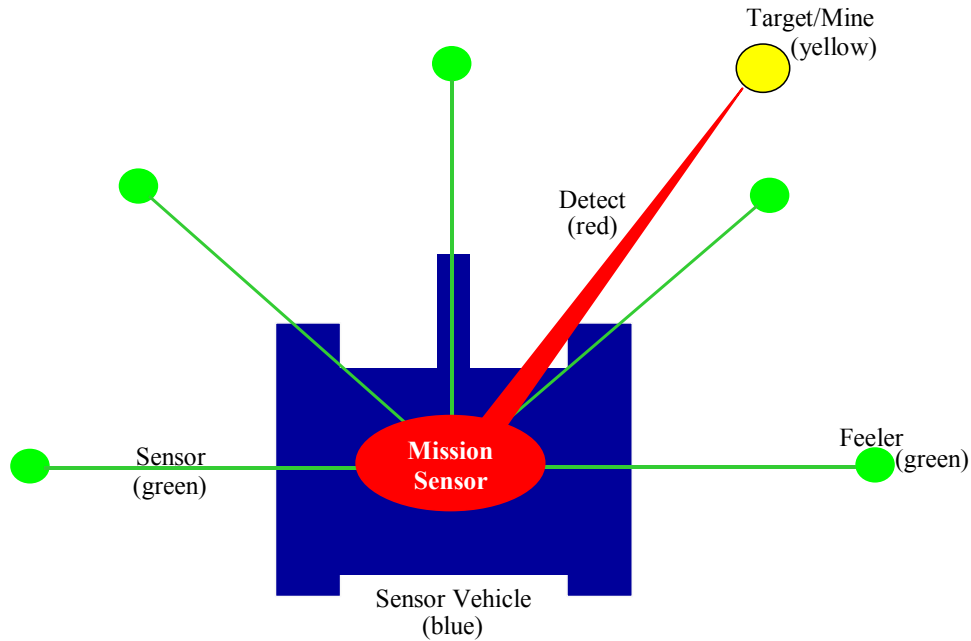 Target/Mine
(yellow)
Detect
(red)
Mission
Sensor
Sensor
(green)
Feeler
(green)
Sensor Vehicle
(blue)